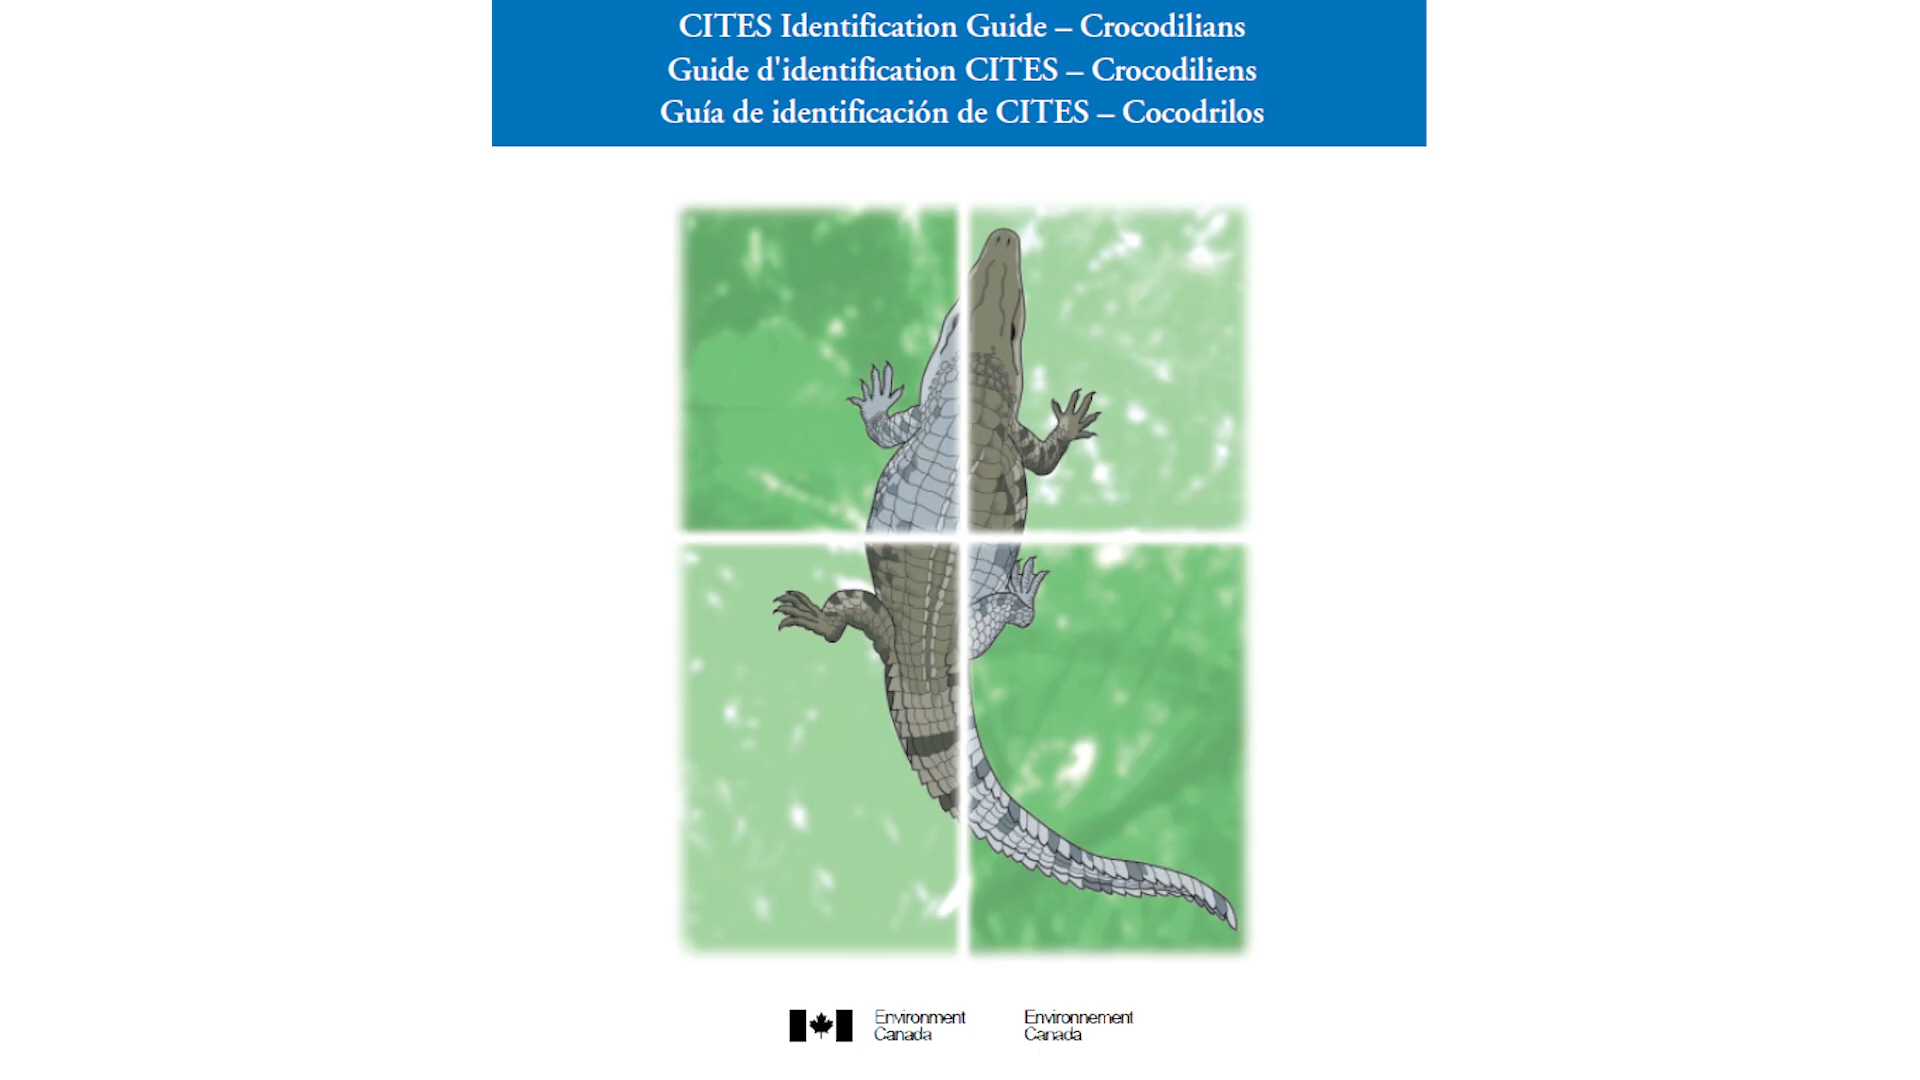 CITES Identification Guide – Crocodilians
Guide d'identification CITES – Crocodiliens
Guía de identificación de CITES – Cocodrilos
Environment
Canada
Environnement
Canada